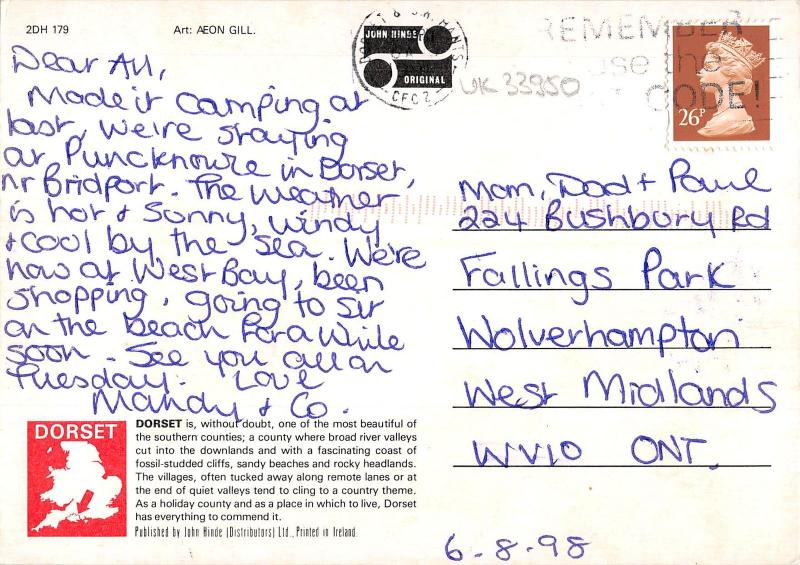 2DH 179
Art: AEON GILL.
JOHN HINDE
ORIGINAL
HANTS
CFC2
UK 33950
REMEMBER
use the
CODE!
26P
Dear All,
Made it camping at
last, we're staying
at Puncknowle in Dorset,
nr Bridport. The weather
is hot & sunny, windy
& cool by the sea. We're
now at West Bay, been
shopping, going to sit
on the beach for a while
soon. See you all on
Tuesday. Love
Mandy & Co.
Mom, Dad + Paul
224 Bushbury Rd
Fallings Park
Wolverhampton
West Midlands
WV10 ONT.
6.8.98
DORSET
DORSET is, without doubt, one of the most beautiful of
the southern counties; a county where broad river valleys
cut into the downlands and with a fascinating coast of
fossil-studded cliffs, sandy beaches and rocky headlands.
The villages, often tucked away along remote lanes or at
the end of quiet valleys tend to cling to a country theme.
As a holiday county and as a place in which to live, Dorset
has everything to commend it.
Published by John Hinde (Distributors) Ltd., Printed in Ireland.